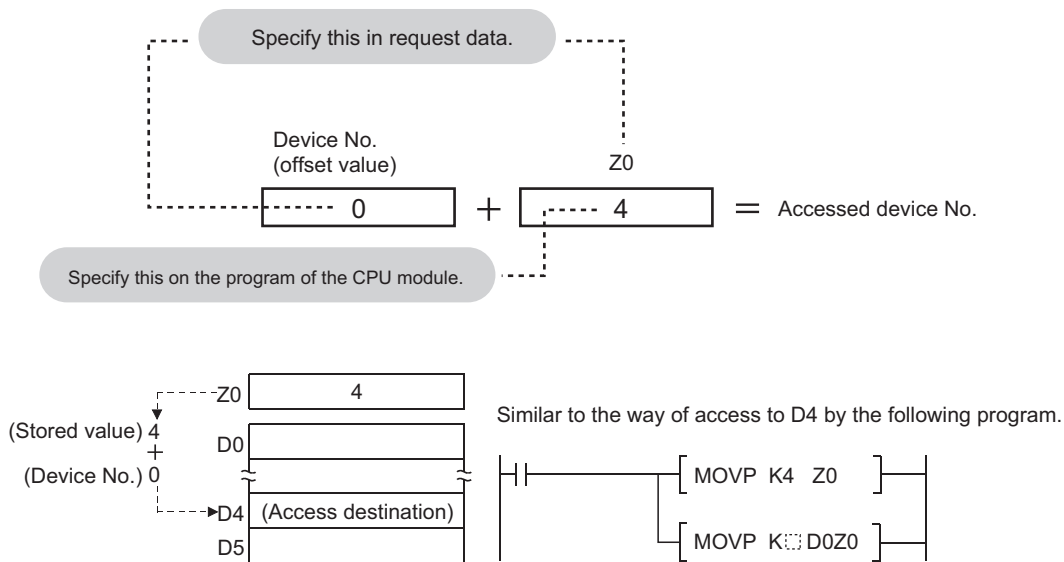 Specify this in request data.
Device No.
(offset value)
Z0
0 + 4 = Accessed device No.
Specify this on the program of the CPU module.
Z0 4
Similar to the way of access to D4 by the following program.
(Stored value) 4
D0
+
(Device No.) 0
MOVP K4 Z0
D4 (Access destination)
D5
MOVP K D0Z0